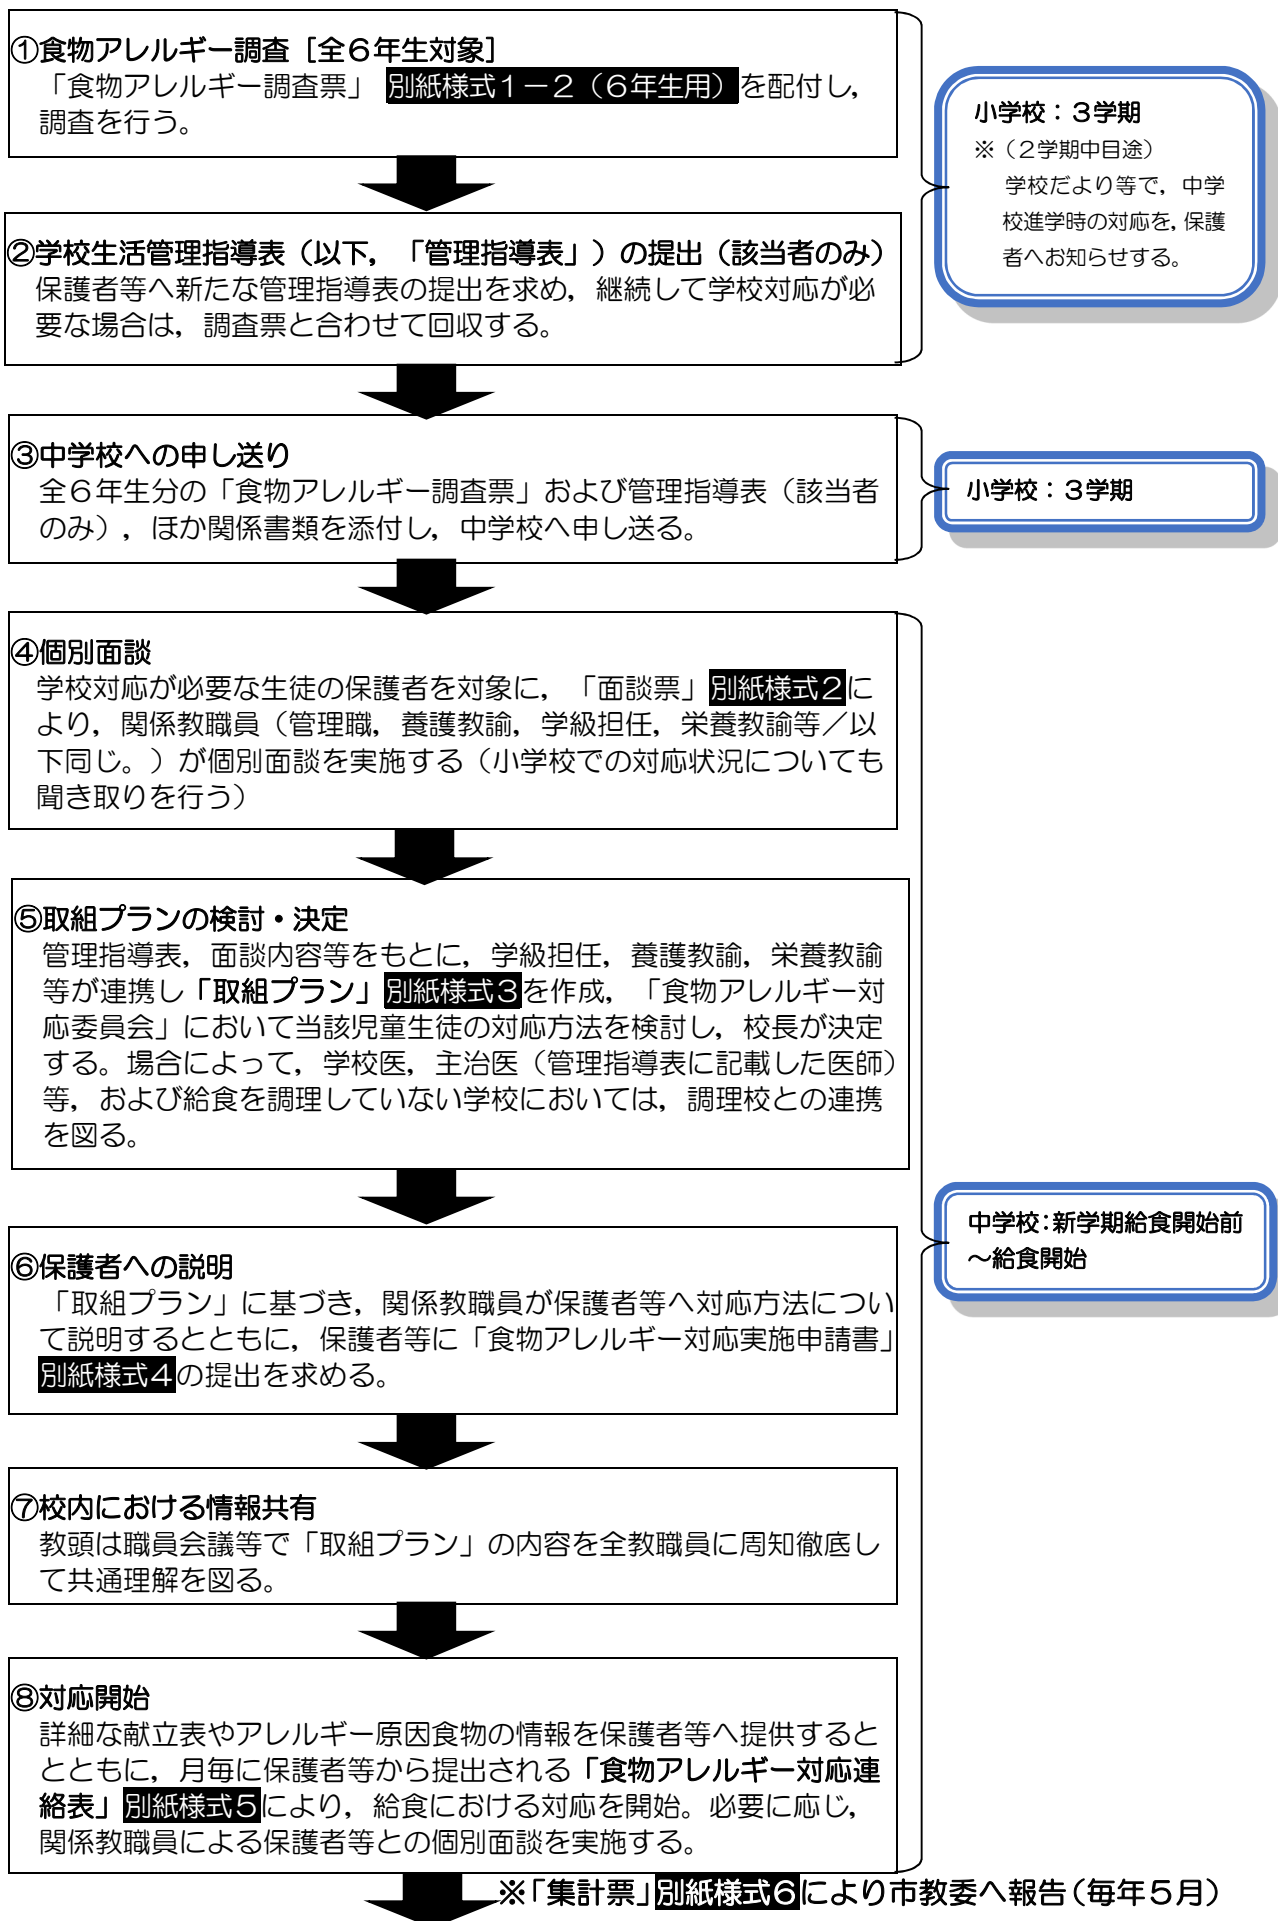 ①食物アレルギー調査［全６年生対象］
「食物アレルギー調査票」 別紙様式１－２（６年生用）を配付し，
調査を行う。
小学校：３学期
※（２学期中目途）
学校だより等で，中学
校進学時の対応を，保護
者へお知らせする。
②学校生活管理指導表（以下，「管理指導表」）の提出（該当者のみ）
保護者等へ新たな管理指導表の提出を求め，継続して学校対応が必
要な場合は，調査票と合わせて回収する。
③中学校への申し送り
全６年生分の「食物アレルギー調査票」および管理指導表（該当者
のみ），ほか関係書類を添付し，中学校へ申し送る。
小学校：３学期
④個別面談
学校対応が必要な生徒の保護者を対象に，「面談票」別紙様式２に
より，関係教職員（管理職，養護教諭，学級担任，栄養教諭等／以
下同じ。）が個別面談を実施する（小学校での対応状況についても
聞き取りを行う）
⑤取組プランの検討・決定
管理指導表，面談内容等をもとに，学級担任，養護教諭，栄養教諭
等が連携し「取組プラン」別紙様式３を作成，「食物アレルギー対
応委員会」において当該児童生徒の対応方法を検討し，校長が決定
する。場合によって，学校医，主治医（管理指導表に記載した医師）
等，および給食を調理していない学校においては，調理校との連携
を図る。
中学校：新学期給食開始前
～給食開始
⑥保護者への説明
「取組プラン」に基づき，関係教職員が保護者等へ対応方法につい
て説明するとともに，保護者等に「食物アレルギー対応実施申請書」
別紙様式４の提出を求める。
⑦校内における情報共有
教頭は職員会議等で「取組プラン」の内容を全教職員に周知徹底し
て共通理解を図る。
⑧対応開始
詳細な献立表やアレルギー原因食物の情報を保護者等へ提供すると
とともに，月毎に保護者等から提出される「食物アレルギー対応連
絡表」別紙様式５により，給食における対応を開始。必要に応じ，
関係教職員による保護者等との個別面談を実施する。
※「集計票」別紙様式６により市教委へ報告（毎年５月）